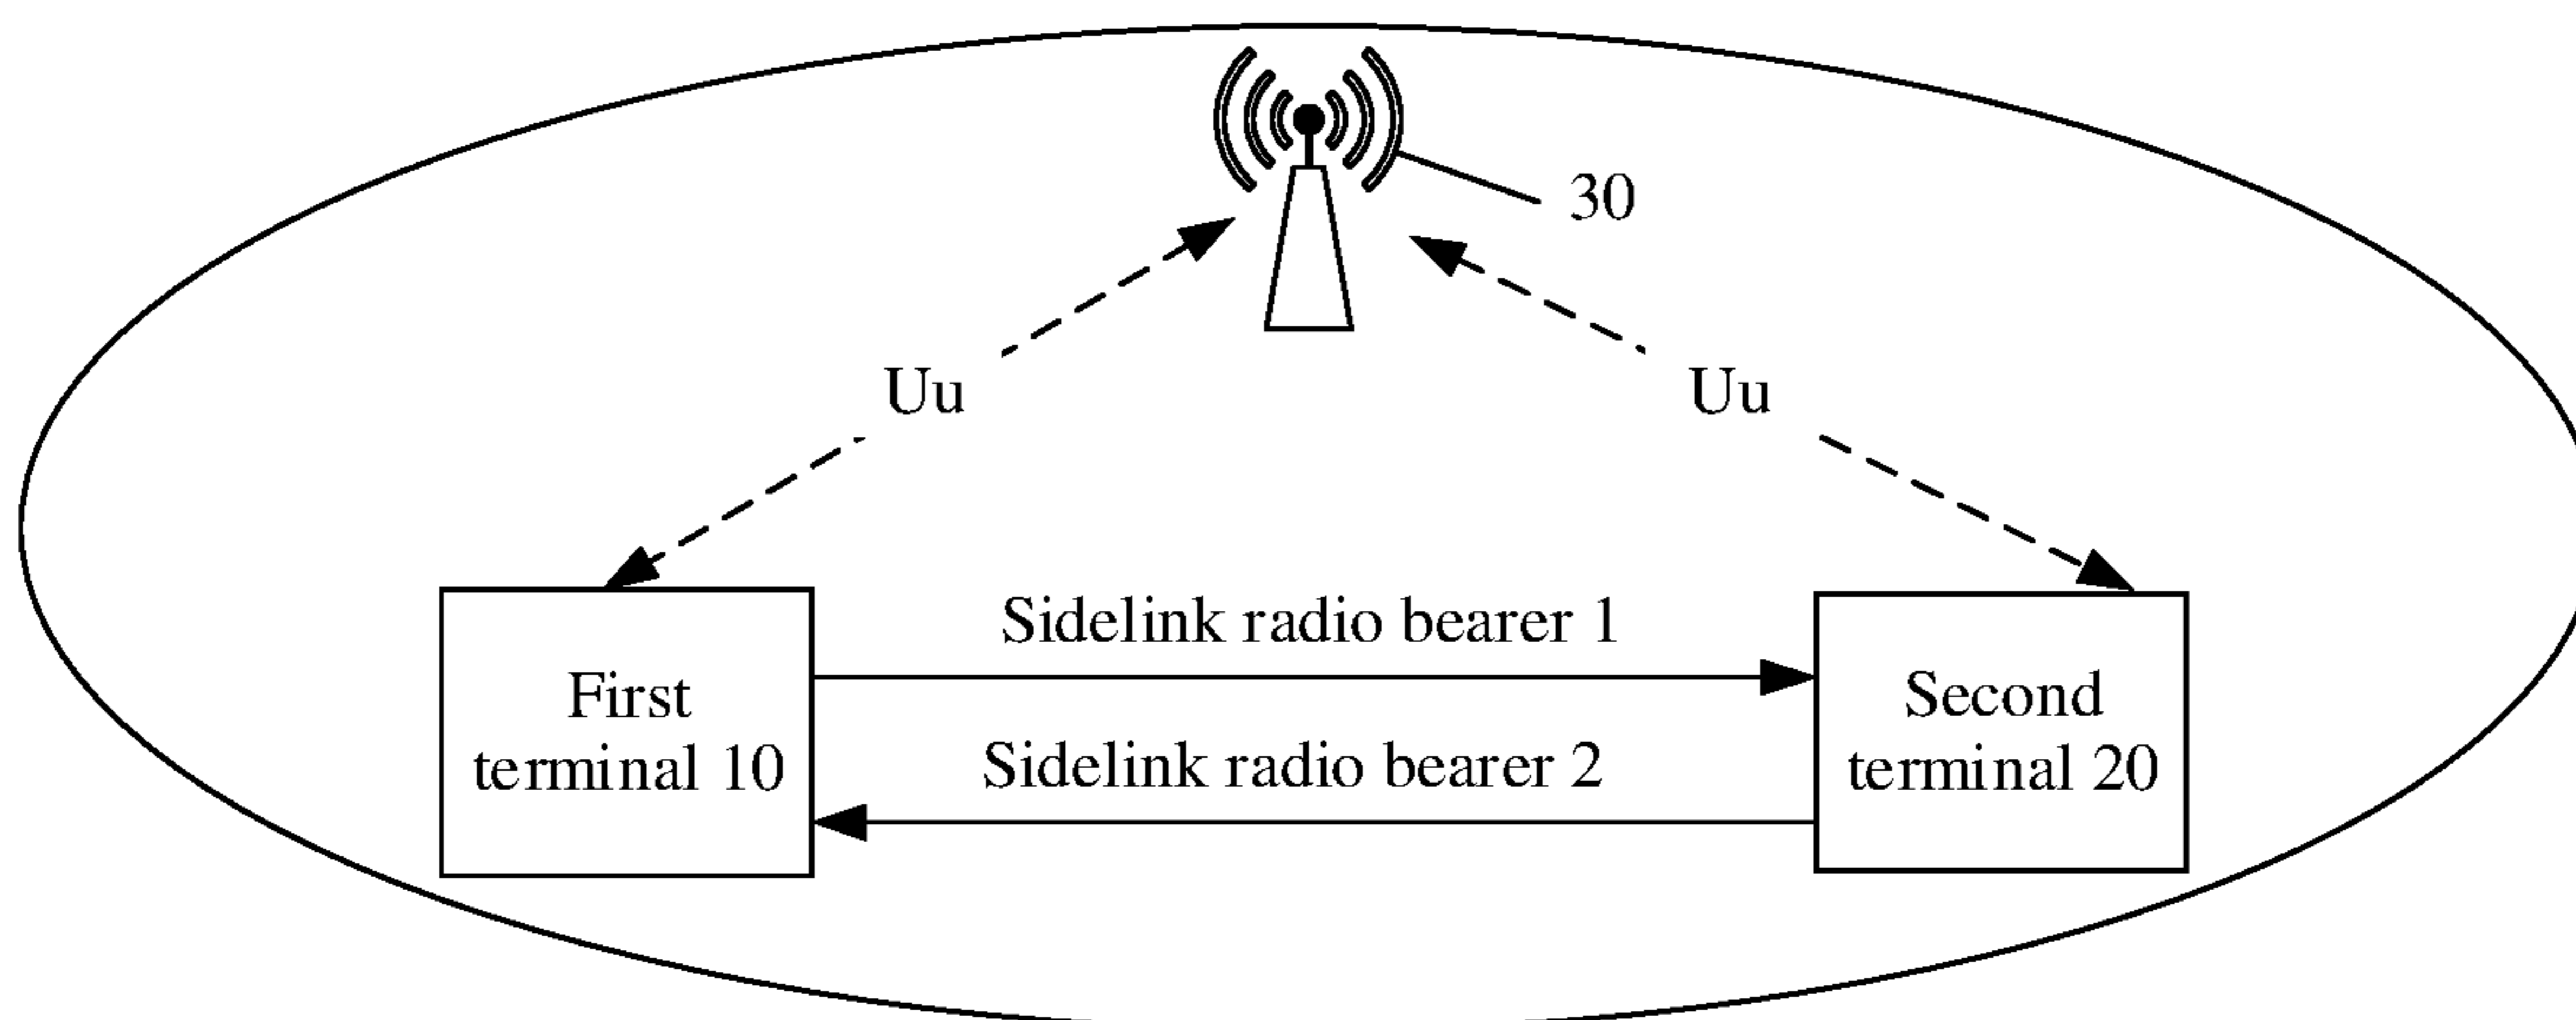 30
Uu
Uu
Sidelink radio bearer 1
First
terminal 10
Second
terminal 20
Sidelink radio bearer 2